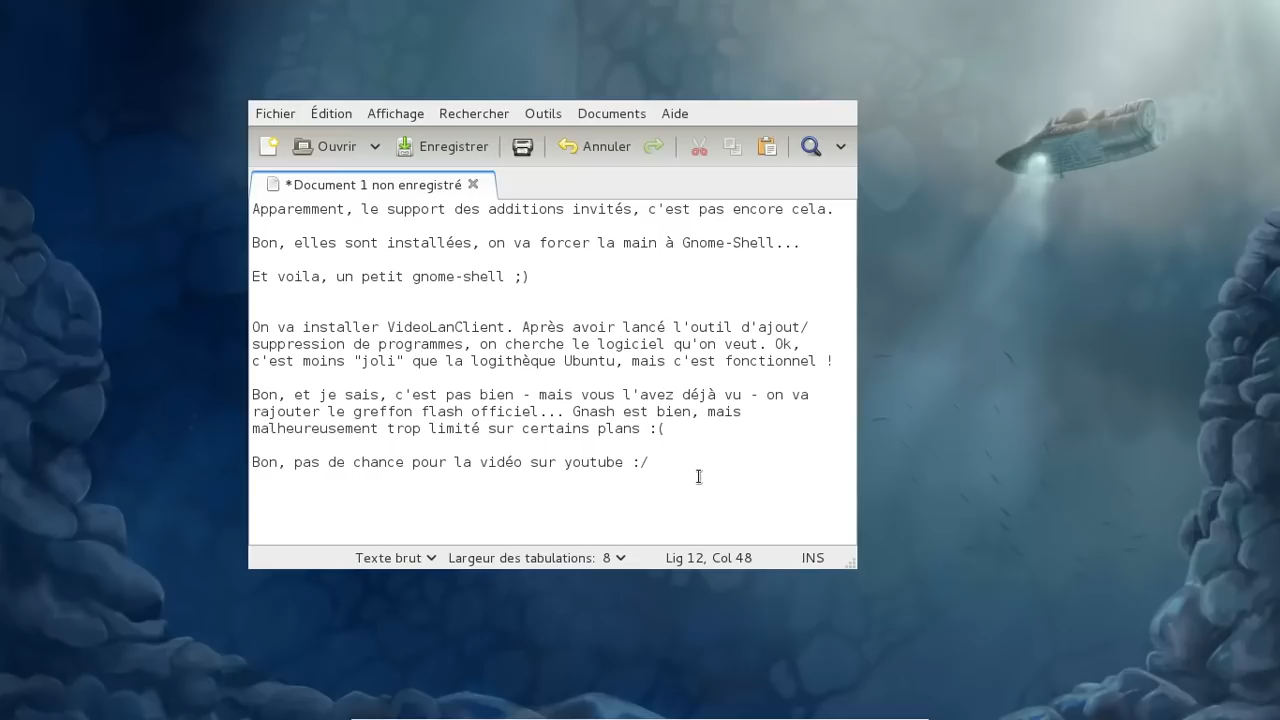 Fichier Édition Affichage Rechercher Outils Documents Aide
Ouvrir Enregistrer Annuler
*Document 1 non enregistré
Apparemment, le support des additions invités, c'est pas encore cela.
Bon, elles sont installées, on va forcer la main à Gnome-Shell...
Et voila, un petit gnome-shell ;)
On va installer VideoLanClient. Après avoir lancé l'outil d'ajout/
suppression de programmes, on cherche le logiciel qu'on veut. Ok,
c'est moins "joli" que la logithèque Ubuntu, mais c'est fonctionnel !
Bon, et je sais, c'est pas bien - mais vous l'avez déjà vu - on va
rajouter le greffon flash officiel... Gnash est bien, mais
malheureusement trop limité sur certains plans :(
Bon, pas de chance pour la vidéo sur youtube :/
Texte brut Largeur des tabulations: 8 Lig 12, Col 48 INS